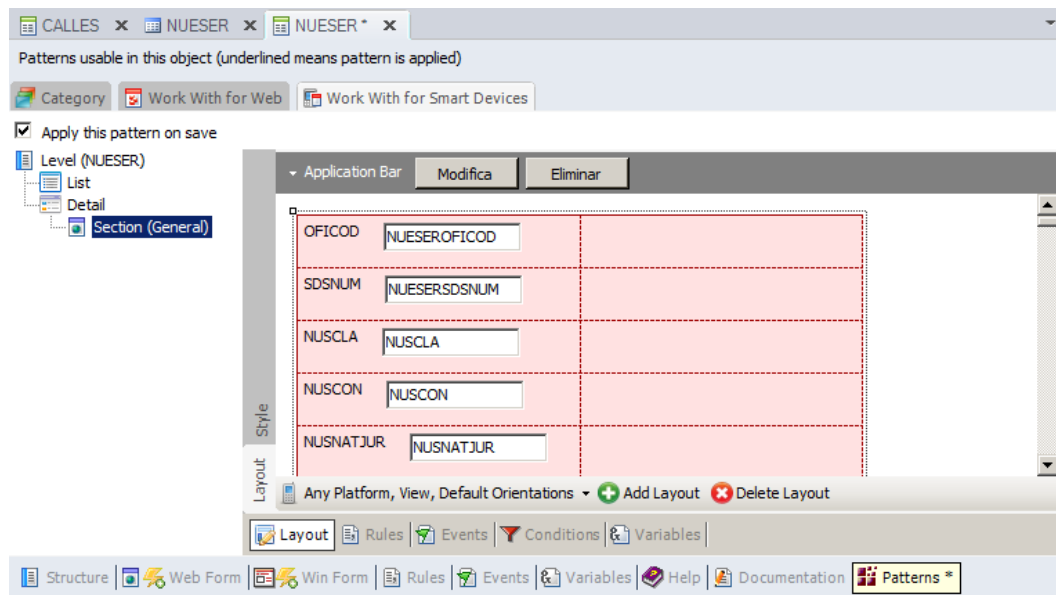 CALLES NUESER NUESER *
Patterns usable in this object (underlined means pattern is applied)
Category Work With for Web Work With for Smart Devices
Apply this pattern on save
Level (NUESER)
List
Detail
Section (General)
Application Bar Modifica Eliminar
OFICOD NUESEROFICOD
SDSNUM NUESERSDSNUM
NUSCLA NUSCLA
NUSCON NUSCON
NUSNATJUR NUSNATJUR
Style
Layout
Any Platform, View, Default Orientations Add Layout Delete Layout
Layout Rules Events Conditions Variables
Structure Web Form Win Form Rules Events Variables Help Documentation Patterns *